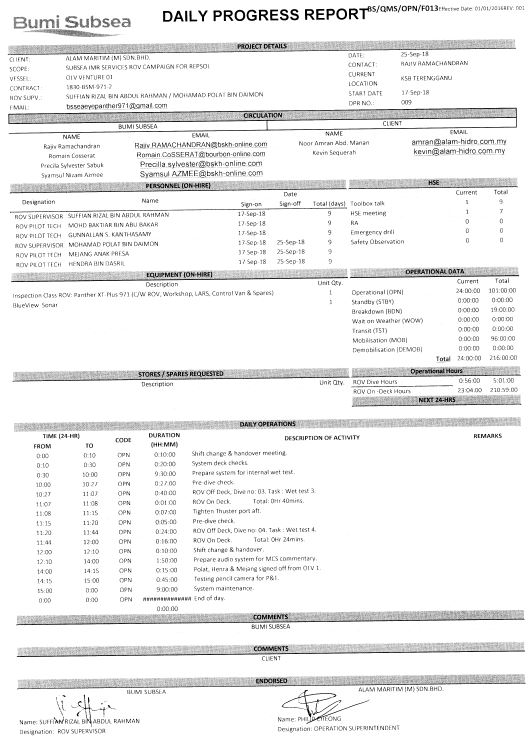 Bumi Subsea
DAILY PROGRESS REPORT BS/QMS/OPN/F013 Effective Date: 01/01/2016 REV: 001
PROJECT DETAILS
CLIENT: ALAM MARITIM (M) SDN.BHD. DATE: 25-Sep-18
SCOPE: SUBSEA IMR SERVICES ROV CAMPAIGN FOR REPSOL CONTACT: RAJIV RAMACHANDRAN
VESSEL: OTV VENTURE 01 CURRENT LOCATION KSB TERENGGANU
CONTRACT: 1830-BSM-971-2
ROV SUPV.: SUFFIAN RIZAL BIN ABDUL RAHMAN / MOHAMAD POLAT BIN DAIMON START DATE 17-Sep-18
EMAIL: bsseaeyepanther971@gmail.com DPR NO.: 009
CIRCULATION
BUMI SUBSEA CLIENT
NAME EMAIL NAME EMAIL
Rajiv Ramachandran Rajiv.RAMACHANDRAN@bskh-online.com Noor Amran Abd. Manan amran@alam-hidro.com.my
Romain Cosserat Romain.CoSSERAT@bourbon-online.com Kevin Sequerah kevin@alam-hidro.com.my
Precilla Sylvester Sabuk Precilla.sylvester@bskh-online.com
Syamsul Nizam Azmee Syamsul.AZMEE@bskh-online.com
PERSONNEL (ON-HIRE) HSE
Designation Name Date Sign-on Sign-off Total (days) Current Total
ROV SUPERVISOR SUFFIAN RIZAL BIN ABDUL RAHMAN 17-Sep-18 9 Toolbox talk 1 9
ROV PILOT TECH MOHD BAKTIAR BIN ABU BAKAR 17-Sep-18 9 HSE meeting 1 7
ROV PILOT TECH GUNNALLAN S. KANTHASAMY 17-Sep-18 9 RA 0 0
ROV SUPERVISOR MOHAMAD POLAT BIN DAIMON 17-Sep-18 25-Sep-18 9 Emergency drill 0 0
ROV PILOT TECH MEJANG ANAK PRESA 17-Sep-18 25-Sep-18 9 Safety Observation 0 0
ROV PILOT TECH HENDRA BIN DASRIL 17-Sep-18 25-Sep-18 9
EQUIPMENT (ON-HIRE) OPERATIONAL DATA
Description Unit Qty. Current Total
Inspection Class ROV: Panther XT-Plus 971 (C/W ROV, Workshop, LARS, Control Van & Spares) 1 Operational (OPN) 24:00:00 101:00:00
BlueView Sonar 1 Standby (STBY) 0:00:00 0:00:00
Breakdown (BDN) 0:00:00 19:00:00
Wait on Weather (WOW) 0:00:00 0:00:00
Transit (TST) 0:00:00 0:00:00
Mobilisation (MOB) 0:00:00 96:00:00
Demobilisation (DEMOB) 0:00:00 0:00:00
Total 24:00:00 216:00:00
STORES / SPARES REQUESTED Operational Hours
Description Unit Qty. ROV Dive Hours 0:56:00 5:01:00
ROV On -Deck Hours 23:04:00 210:59:00
NEXT 24-HRS
DAILY OPERATIONS
TIME (24-HR) CODE DURATION (HH:MM) DESCRIPTION OF ACTIVITY REMARKS
FROM TO
0:00 0:10 OPN 0:10:00 Shift change & handover meeting.
0:10 0:30 OPN 0:20:00 System deck checks.
0:30 10:00 OPN 9:30:00 Prepare system for internal wet test.
10:00 10:27 OPN 0:27:00 Pre-dive check.
10:27 11:07 OPN 0:40:00 ROV Off Deck, Dive no: 03. Task : Wet test 3.
11:07 11:08 OPN 0:01:00 ROV On Deck. Total: 0Hr 40mins.
11:08 11:15 OPN 0:07:00 Tighten Thuster port aft.
11:15 11:20 OPN 0:05:00 Pre-dive check.
11:20 11:44 OPN 0:24:00 ROV Off Deck, Dive no: 04. Task : Wet test 4.
11:44 12:00 OPN 0:16:00 ROV On Deck. Total: 0Hr 24mins.
12:00 12:10 OPN 0:10:00 Shift change & handover.
12:10 14:00 OPN 1:50:00 Prepare audio system for MCS commentary.
14:00 14:15 OPN 0:15:00 Polat, Henra & Mejang signed off from OTV 1.
14:15 15:00 OPN 0:45:00 Testing pencil camera for P&I.
15:00 0:00 OPN 9:00:00 System maintenance.
0:00 0:00 OPN ############# End of day.
0:00:00
COMMENTS
BUMI SUBSEA
COMMENTS
CLIENT
ENDORSED
BUMI SUBSEA ALAM MARITIM (M) SDN.BHD.
Name: SUFFIAN RIZAL BIN ABDUL RAHMAN Name: PHILIP CHEONG
Designation: ROV SUPERVISOR Designation: OPERATION SUPERINTENDENT